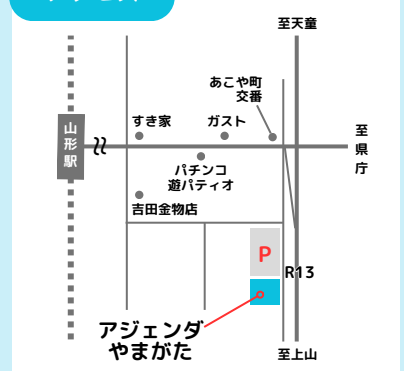 至天童
あこや町
交番
すき家
ガスト
山形駅
至県庁
パチンコ
遊パティオ
吉田金物店
P
R13
アジェンダ
やまがた
至上山